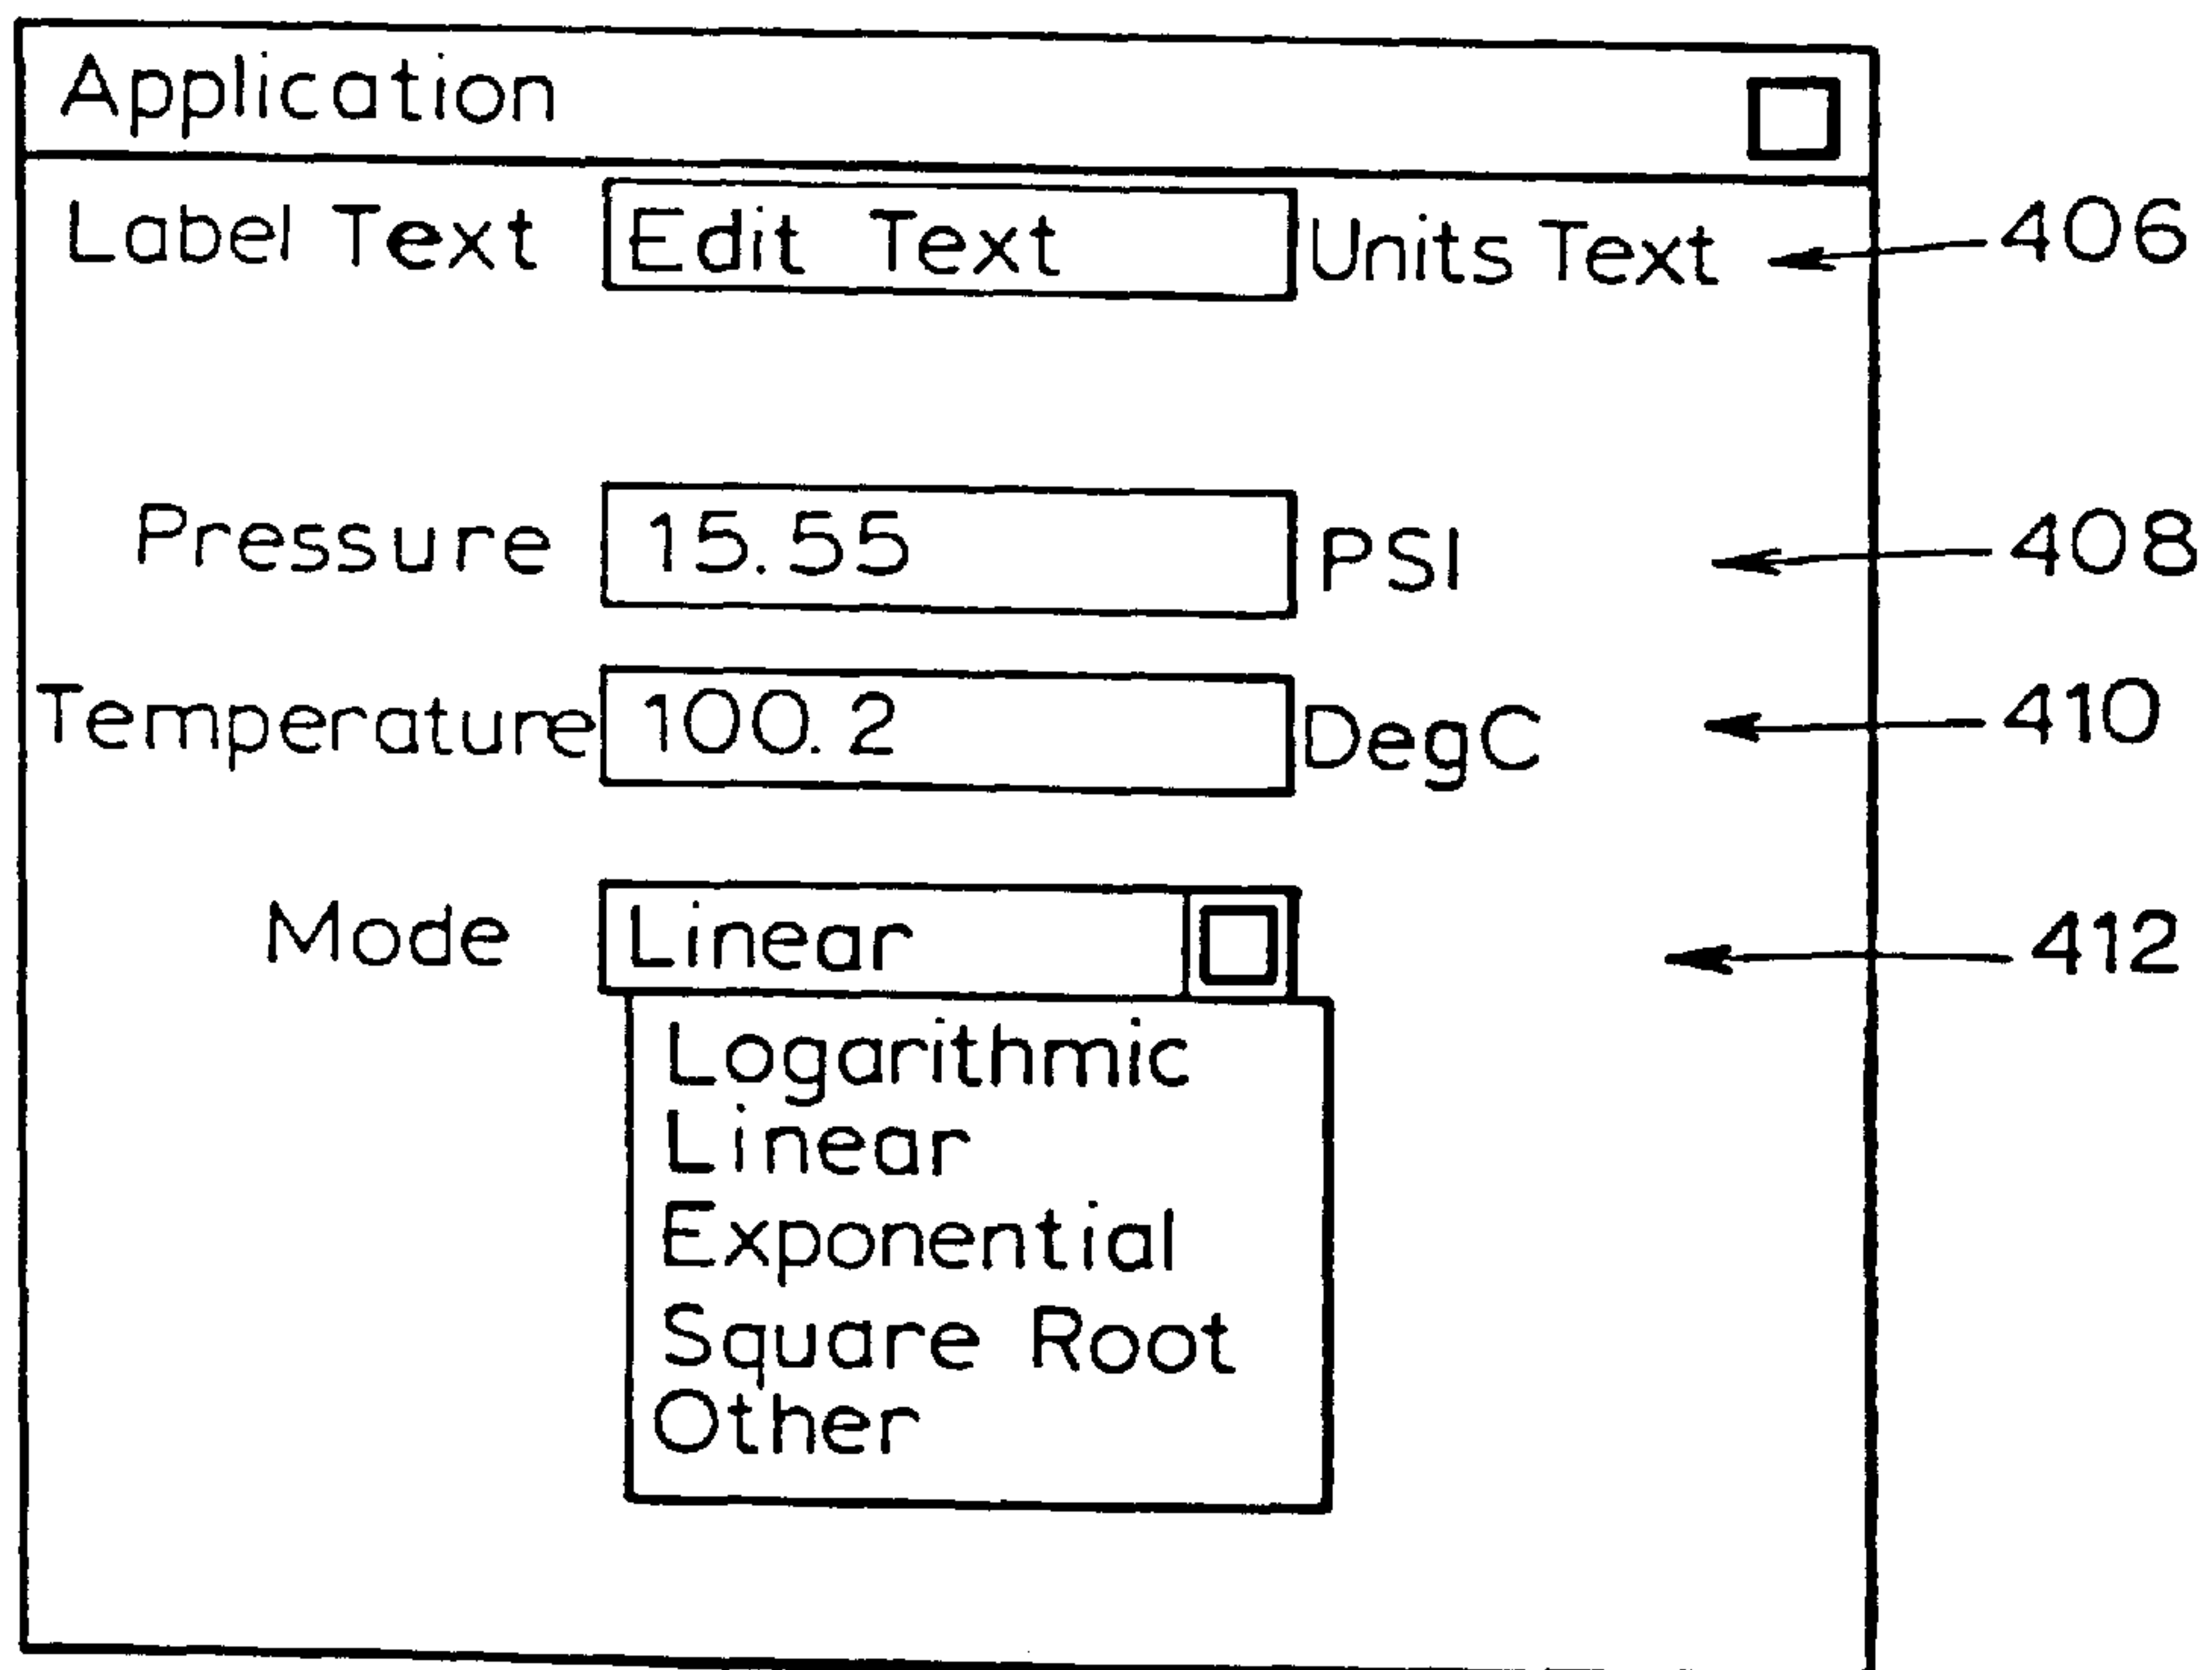 Application
Label Text Edit Text Units Text 406
Pressure 15.55 PSI 408
Temperature 100.2 DegC 410
Mode Linear 412
Logarithmic
Linear
Exponential
Square Root
Other